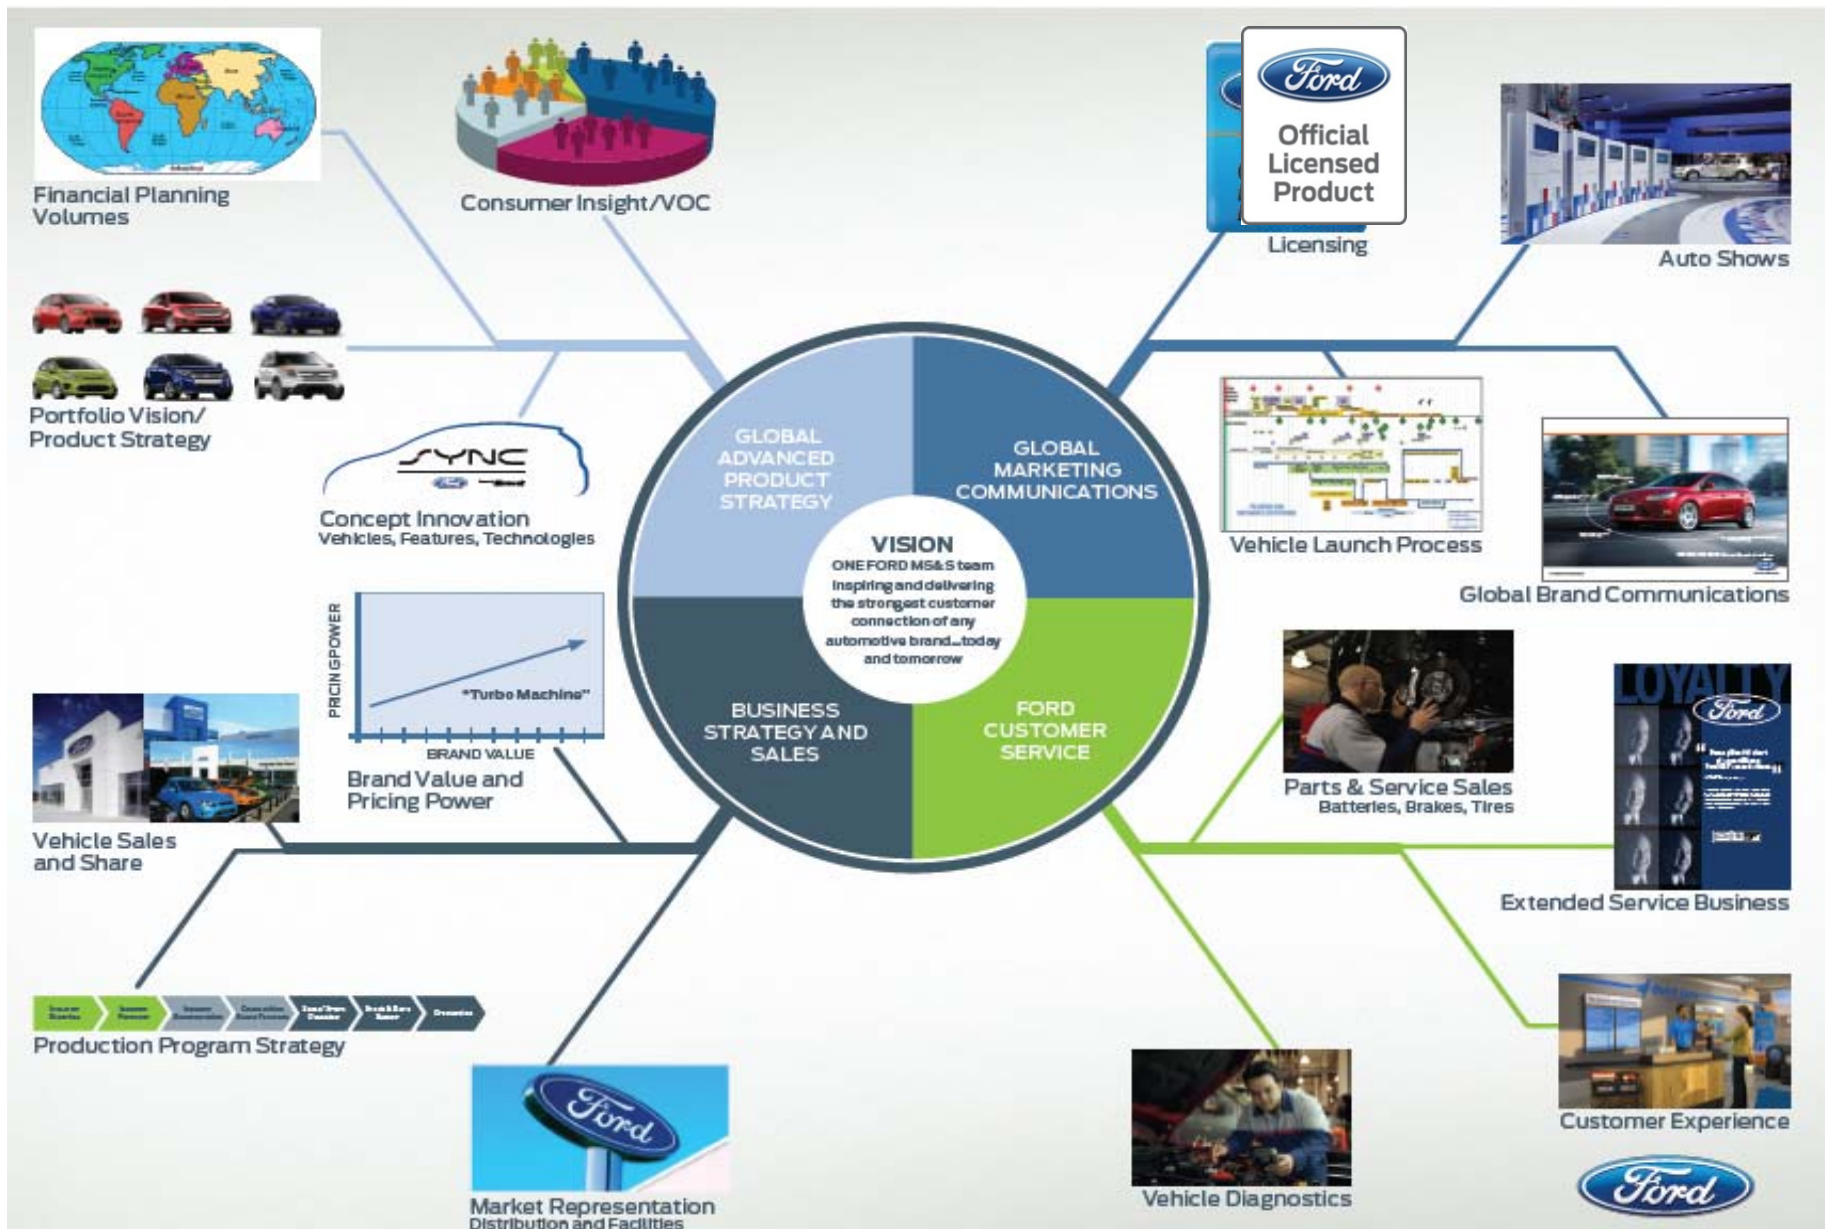 Financial Planning
Volumes
Consumer Insight/VOC
Ford
Official
Licensed
Product
Licensing
Auto Shows
Portfolio Vision/
Product Strategy
SYNC
Concept Innovation
Vehicles, Features, Technologies
GLOBAL
ADVANCED
PRODUCT
STRATEGY
GLOBAL
MARKETING
COMMUNICATIONS
Vehicle Launch Process
Global Brand Communications
VISION
ONE FORD MS&S team
inspiring and delivering
the strongest customer
connection of any
automotive brand...today
and tomorrow
PRICING POWER
"Turbo Machine"
BRAND VALUE
Brand Value and
Pricing Power
Ford
Vehicle Sales
and Share
BUSINESS
STRATEGY AND
SALES
FORD
CUSTOMER
SERVICE
Parts & Service Sales
Batteries, Brakes, Tires
LOYALTY
Ford
Extended Service Business
Production Program Strategy
Ford
Market Representation
Distribution and Facilities
Vehicle Diagnostics
Customer Experience
Ford